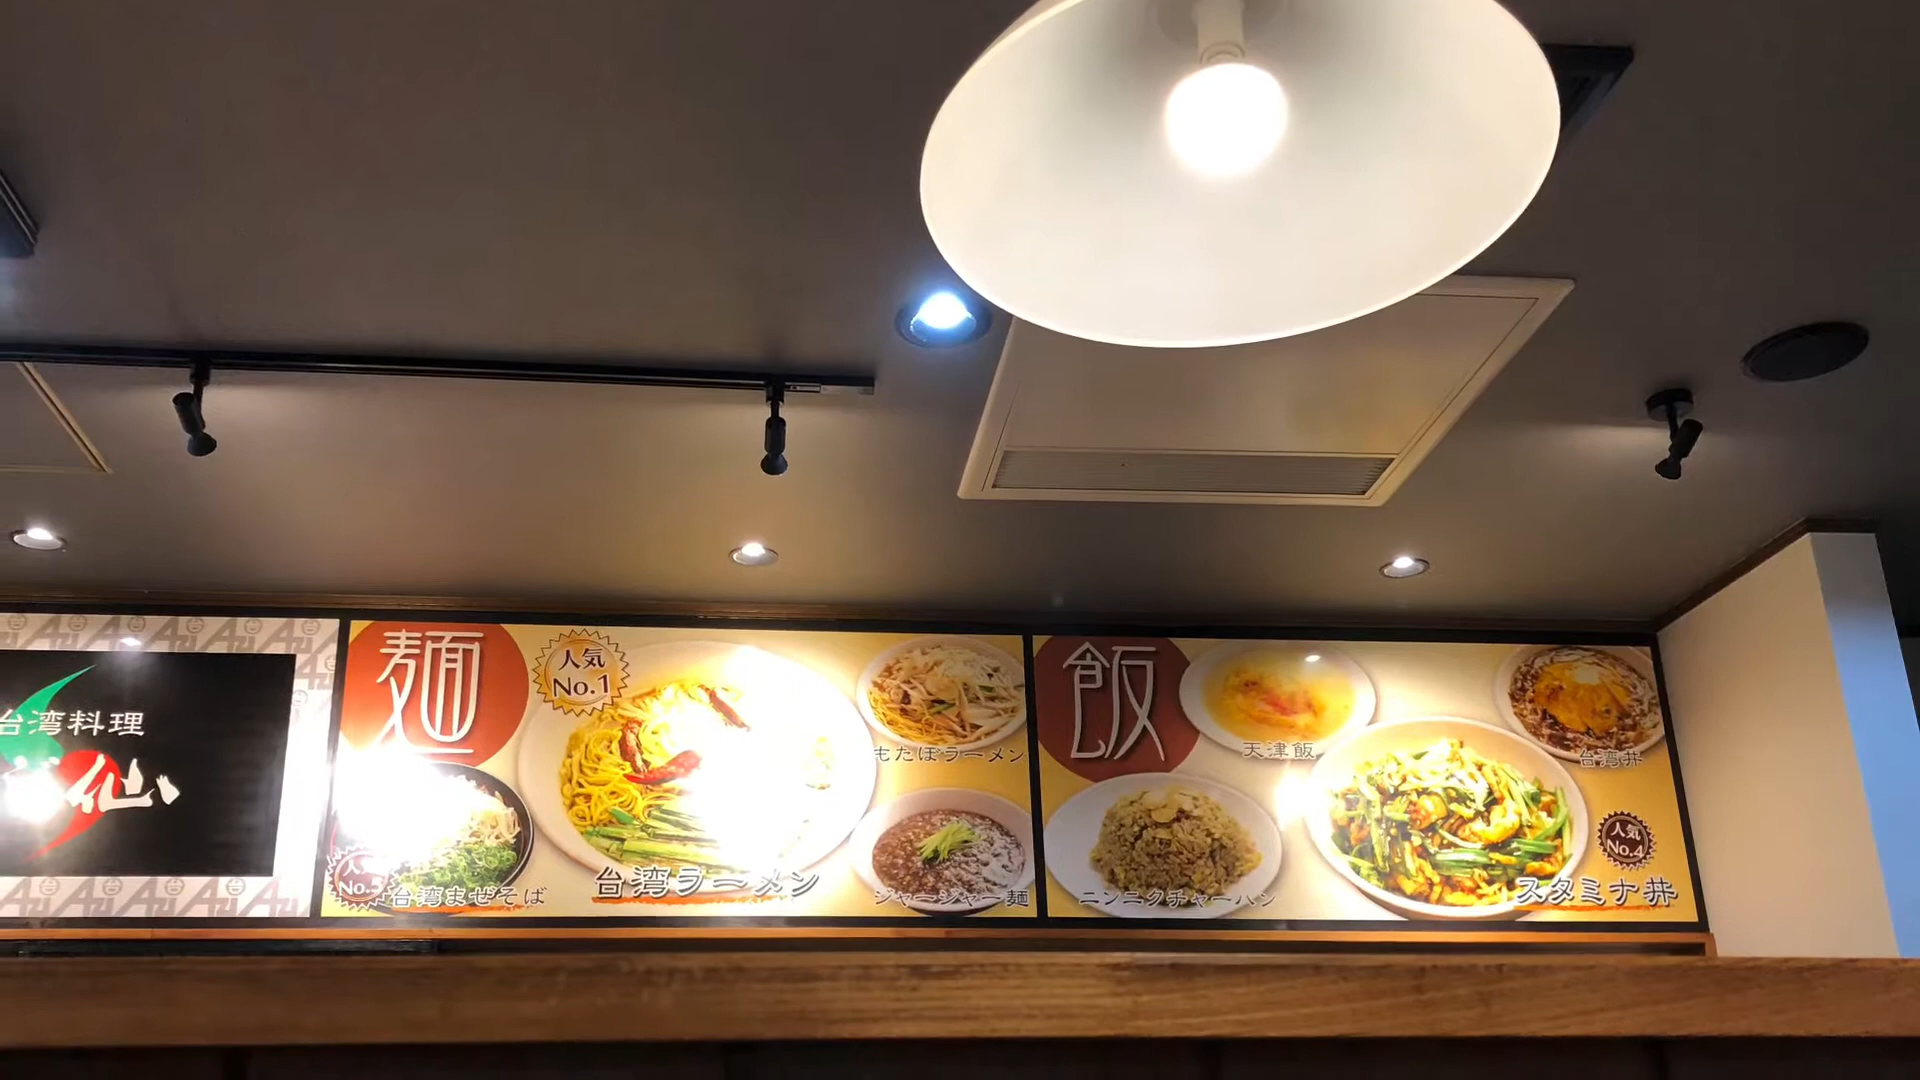 台湾料理
仙
麺
人気
No.1
台湾まぜそば
台湾ラーメン
もたぼラーメン
ジャージャー麺
飯
天津飯
台湾丼
ニンニクチャーハン
人気
No.4
スタミナ丼